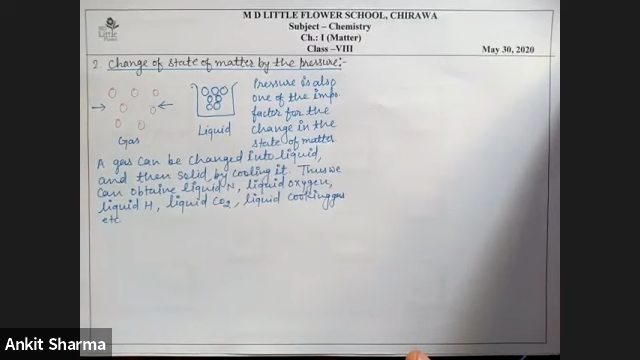 M D LITTLE FLOWER SCHOOL, CHIRAWA
Subject – Chemistry
Ch.: I (Matter)
Class –VIII
May 30, 2020
2. Change of state of matter by the pressure:-
Gas
Liquid
Pressure is also
one of the impo.
factor for the
change in the
state of matter
A gas can be changed into liquid,
and then solid by cooling it. Thus we
can obtaine liquid N, liquid oxygen,
liquid H, liquid CO2, liquid cooking gas
etc
Ankit Sharma